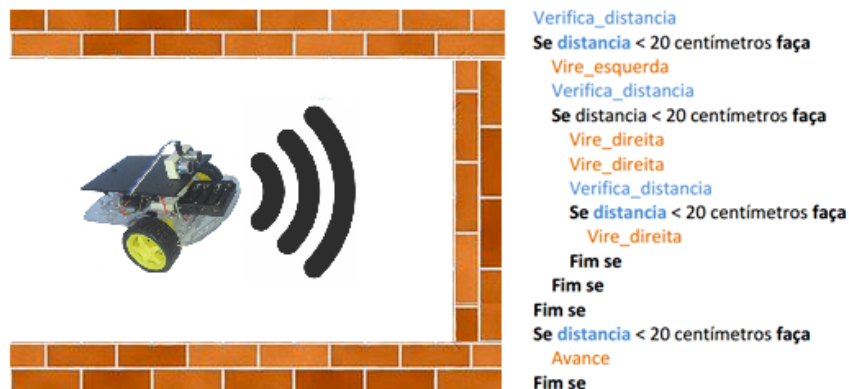 Verifica_distancia
Se distancia < 20 centímetros faça
Vire_esquerda
Verifica_distancia
Se distancia < 20 centímetros faça
Vire_direita
Vire_direita
Verifica_distancia
Se distancia < 20 centímetros faça
Vire_direita
Fim se
Fim se
Fim se
Se distancia < 20 centímetros faça
Avance
Fim se